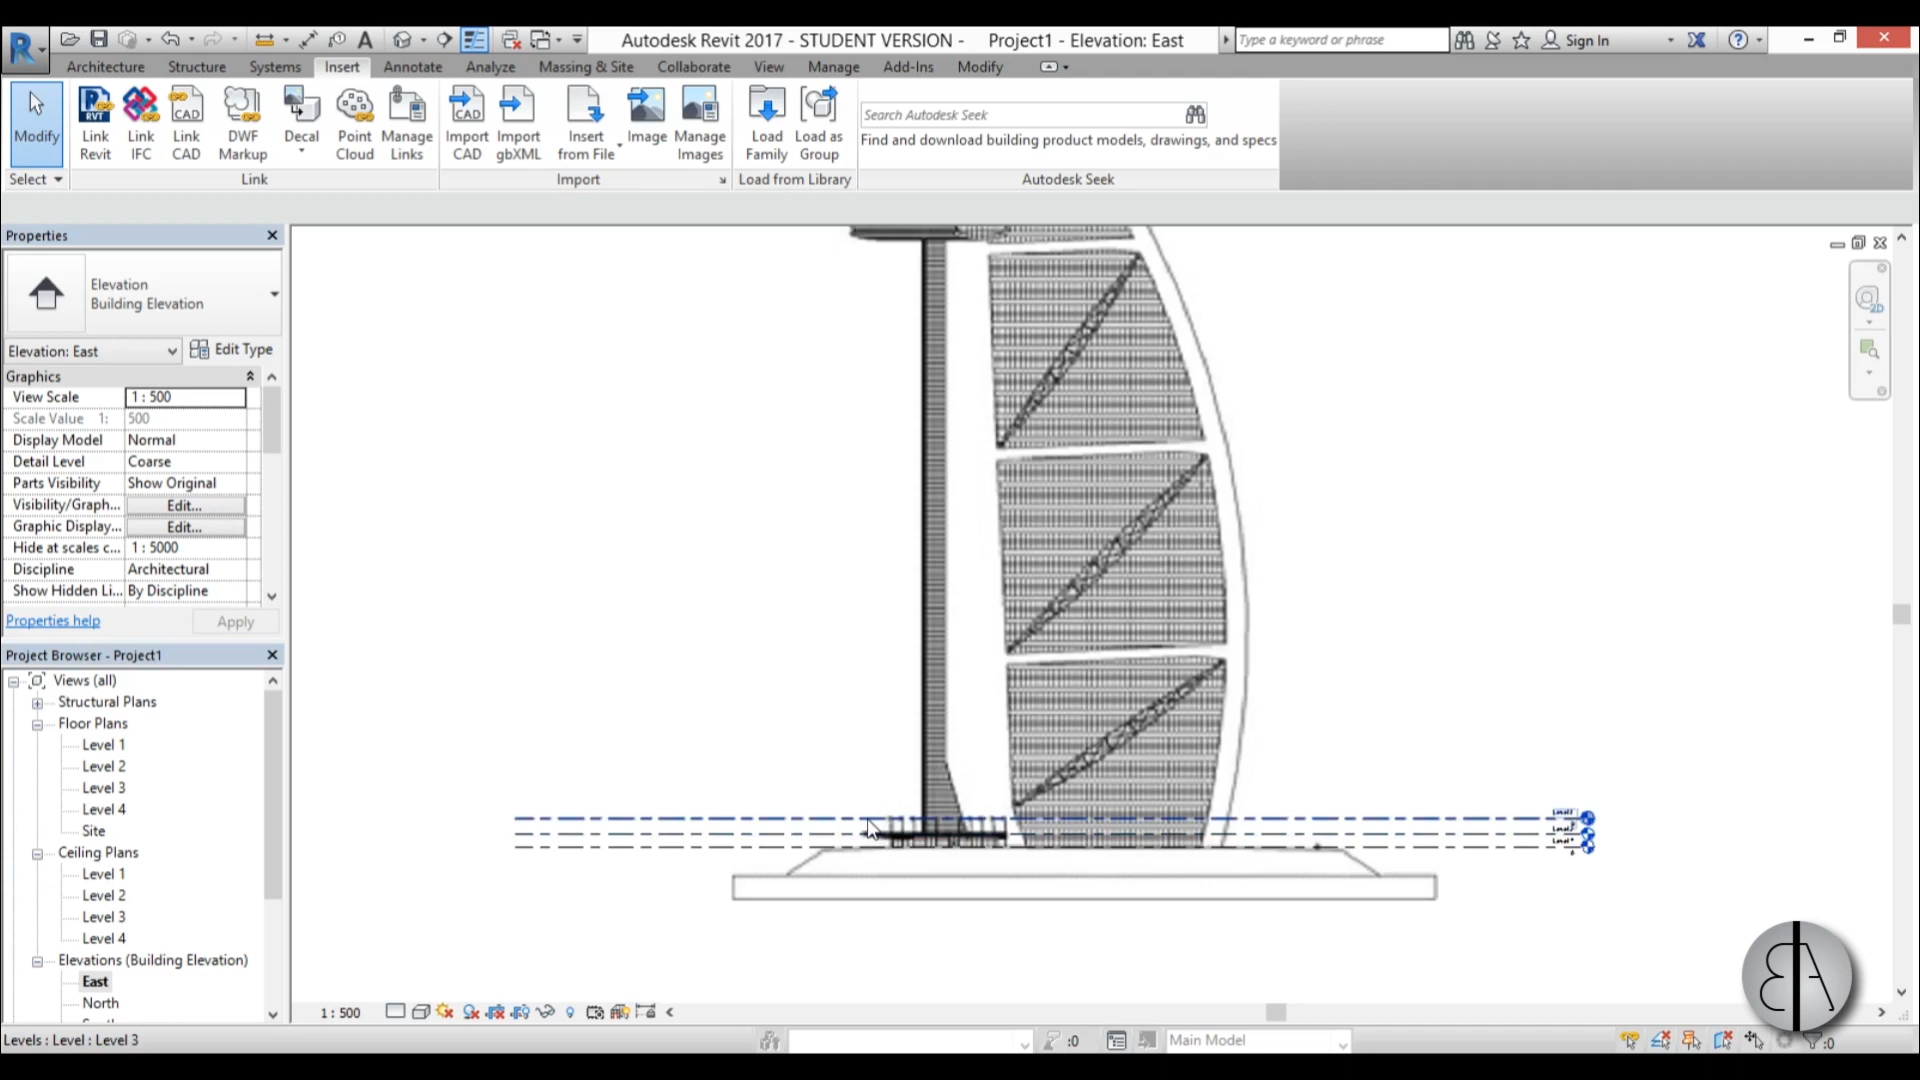 Autodesk Revit 2017 - STUDENT VERSION -     Project1 - Elevation: East
Type a keyword or phrase
Sign In
Architecture Structure Systems Insert Annotate Analyze Massing & Site Collaborate View Manage Add-Ins Modify
Modify
Link Revit
Link IFC
Link CAD
DWF Markup
Decal
Point Cloud
Manage Links
Import CAD
Import gbXML
Insert from File
Image
Manage Images
Load Family
Load as Group
Search Autodesk Seek
Find and download building product models, drawings, and specs
Select Link Import Load from Library Autodesk Seek
Properties
Elevation
Building Elevation
Elevation: East Edit Type
Graphics
View Scale 1 : 500
Scale Value 1: 500
Display Model Normal
Detail Level Coarse
Parts Visibility Show Original
Visibility/Graph... Edit...
Graphic Display... Edit...
Hide at scales c... 1 : 5000
Discipline Architectural
Show Hidden Li... By Discipline
Properties help Apply
Project Browser - Project1
Views (all)
Structural Plans
Floor Plans
Level 1
Level 2
Level 3
Level 4
Site
Ceiling Plans
Level 1
Level 2
Level 3
Level 4
Elevations (Building Elevation)
East
North
2D
1 : 500
Levels : Level : Level 3
:0
Main Model
:0